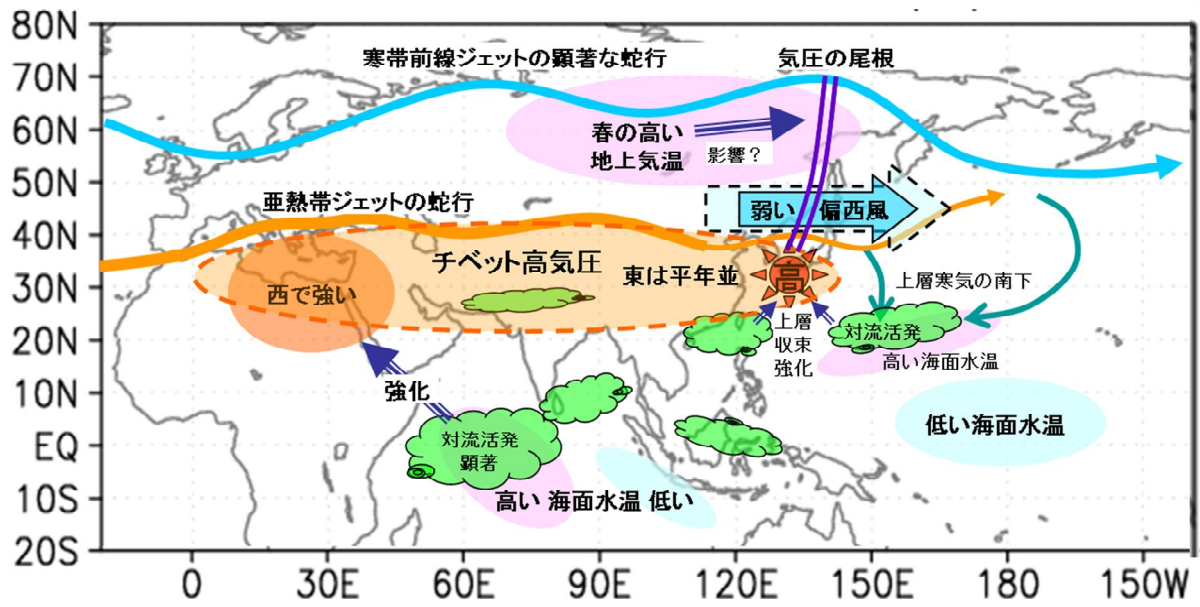 80N
70N
60N
50N
40N
30N
20N
10N
EQ
10S
20S
寒帯前線ジェットの顕著な蛇行
気圧の尾根
春の高い
地上気温
影響？
亜熱帯ジェットの蛇行
弱い 偏西風
チベット高気圧
東は平年並
高
西で強い
上層寒気の南下
上層
収束
強化
対流活発
高い海面水温
強化
低い海面水温
対流活発
顕著
高い 海面水温 低い
0
30E
60E
90E
120E
150E
180
150W